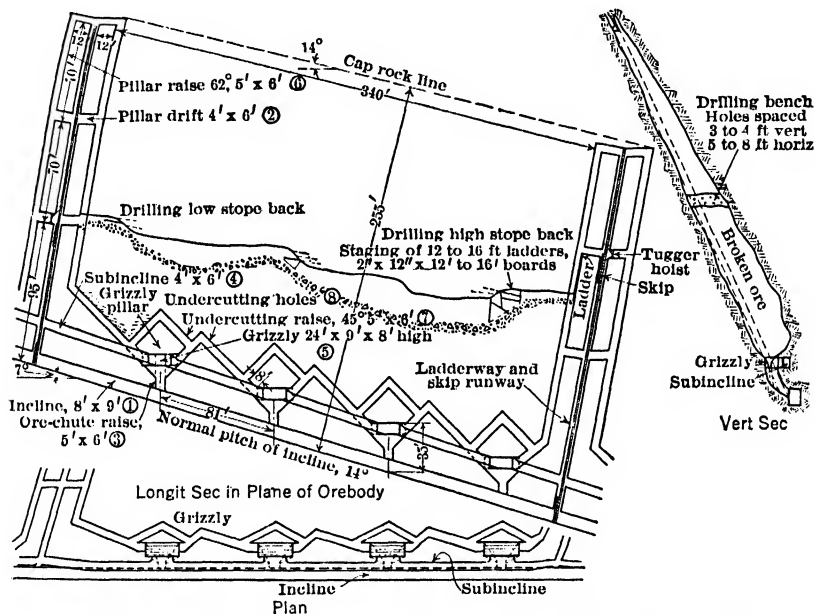 12'
12'
70'
14°
Cap rock line
340'
Pillar raise 62°, 5' x 6' ⑥
Pillar drift 4' x 6' ②
Drilling bench
Holes spaced
3 to 4 ft vert
5 to 8 ft horiz
70'
255'
Drilling low stope back
Drilling high stope back
Staging of 12 to 16 ft ladders,
2" x 12" x 12' to 16' boards
Ladder
Tugger
hoist
Skip
Broken ore
95'
Subincline 4' x 6' ④
Grizzly
pillar
Undercutting holes ⑧
Undercutting raise, 45° 5' x 6' ⑦
Grizzly 24' x 9' x 8' high
⑤
Ladderway and
skip runway
Grizzly
Subincline
7°
18'
Incline, 8' x 9' ①
Ore-chute raise,
5' x 6' ③
81'
Normal pitch of incline, 14°
35'
Vert Sec
Longit Sec in Plane of Orebody
Grizzly
Incline
Subincline
Plan